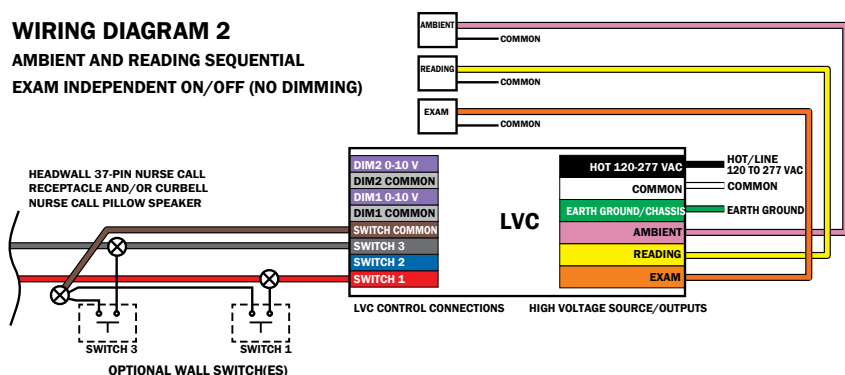 WIRING DIAGRAM 2
AMBIENT AND READING SEQUENTIAL
EXAM INDEPENDENT ON/OFF (NO DIMMING)
AMBIENT
COMMON
READING
COMMON
EXAM
COMMON
HEADWALL 37-PIN NURSE CALL
RECEPTACLE AND/OR CURBELL
NURSE CALL PILLOW SPEAKER
DIM2 0-10 V
DIM2 COMMON
DIM1 0-10 V
DIM1 COMMON
SWITCH COMMON
SWITCH 3
SWITCH 2
SWITCH 1
LVC
HOT 120-277 VAC
COMMON
EARTH GROUND/CHASSIS
AMBIENT
READING
EXAM
HOT/LINE
120 TO 277 VAC
COMMON
EARTH GROUND
LVC CONTROL CONNECTIONS
HIGH VOLTAGE SOURCE/OUTPUTS
SWITCH 3
SWITCH 1
OPTIONAL WALL SWITCH(ES)